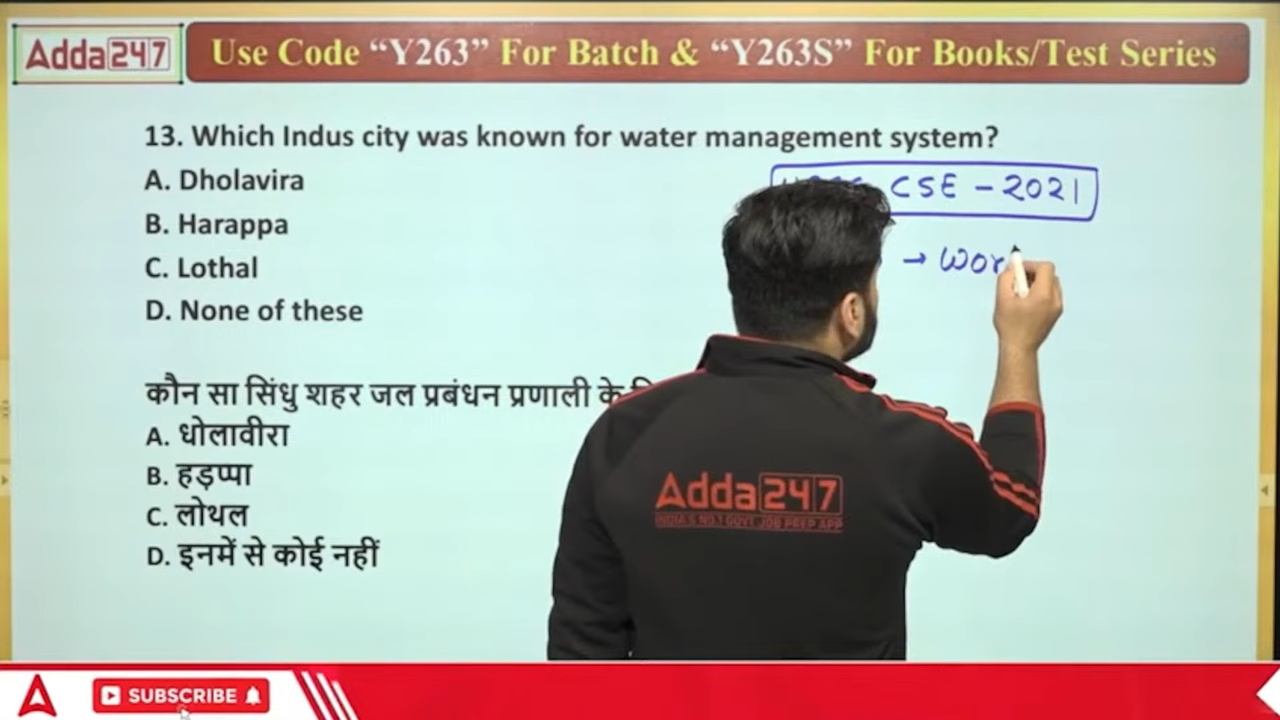 Adda247
Use Code “Y263” For Batch & “Y263S” For Books/Test Series
13. Which Indus city was known for water management system?
A. Dholavira
B. Harappa
C. Lothal
D. None of these
CSE - 2021
→ Wor
कौन सा सिंधु शहर जल प्रबंधन प्रणाली के
A. धोलावीरा
B. हड़प्पा
C. लोथल
D. इनमें से कोई नहीं
Adda247
INDIA'S NO.1 GOVT JOB PREP APP
SUBSCRIBE